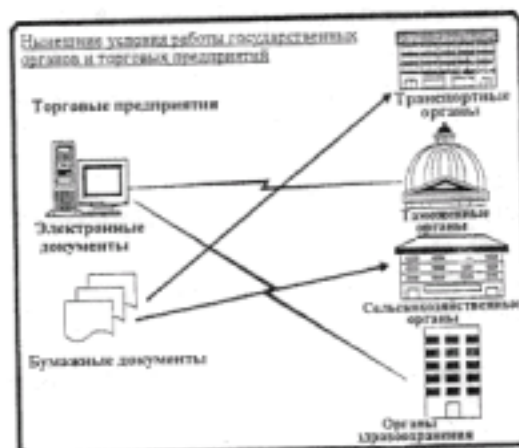 Нынешние условия работы государственных
органов и торговых предприятий
Торговые предприятия
Транспортные
органы
Электронные
документы
Таможенные
органы
Сельскохозяйственные
органы
Бумажные документы
Органы
здравоохранения